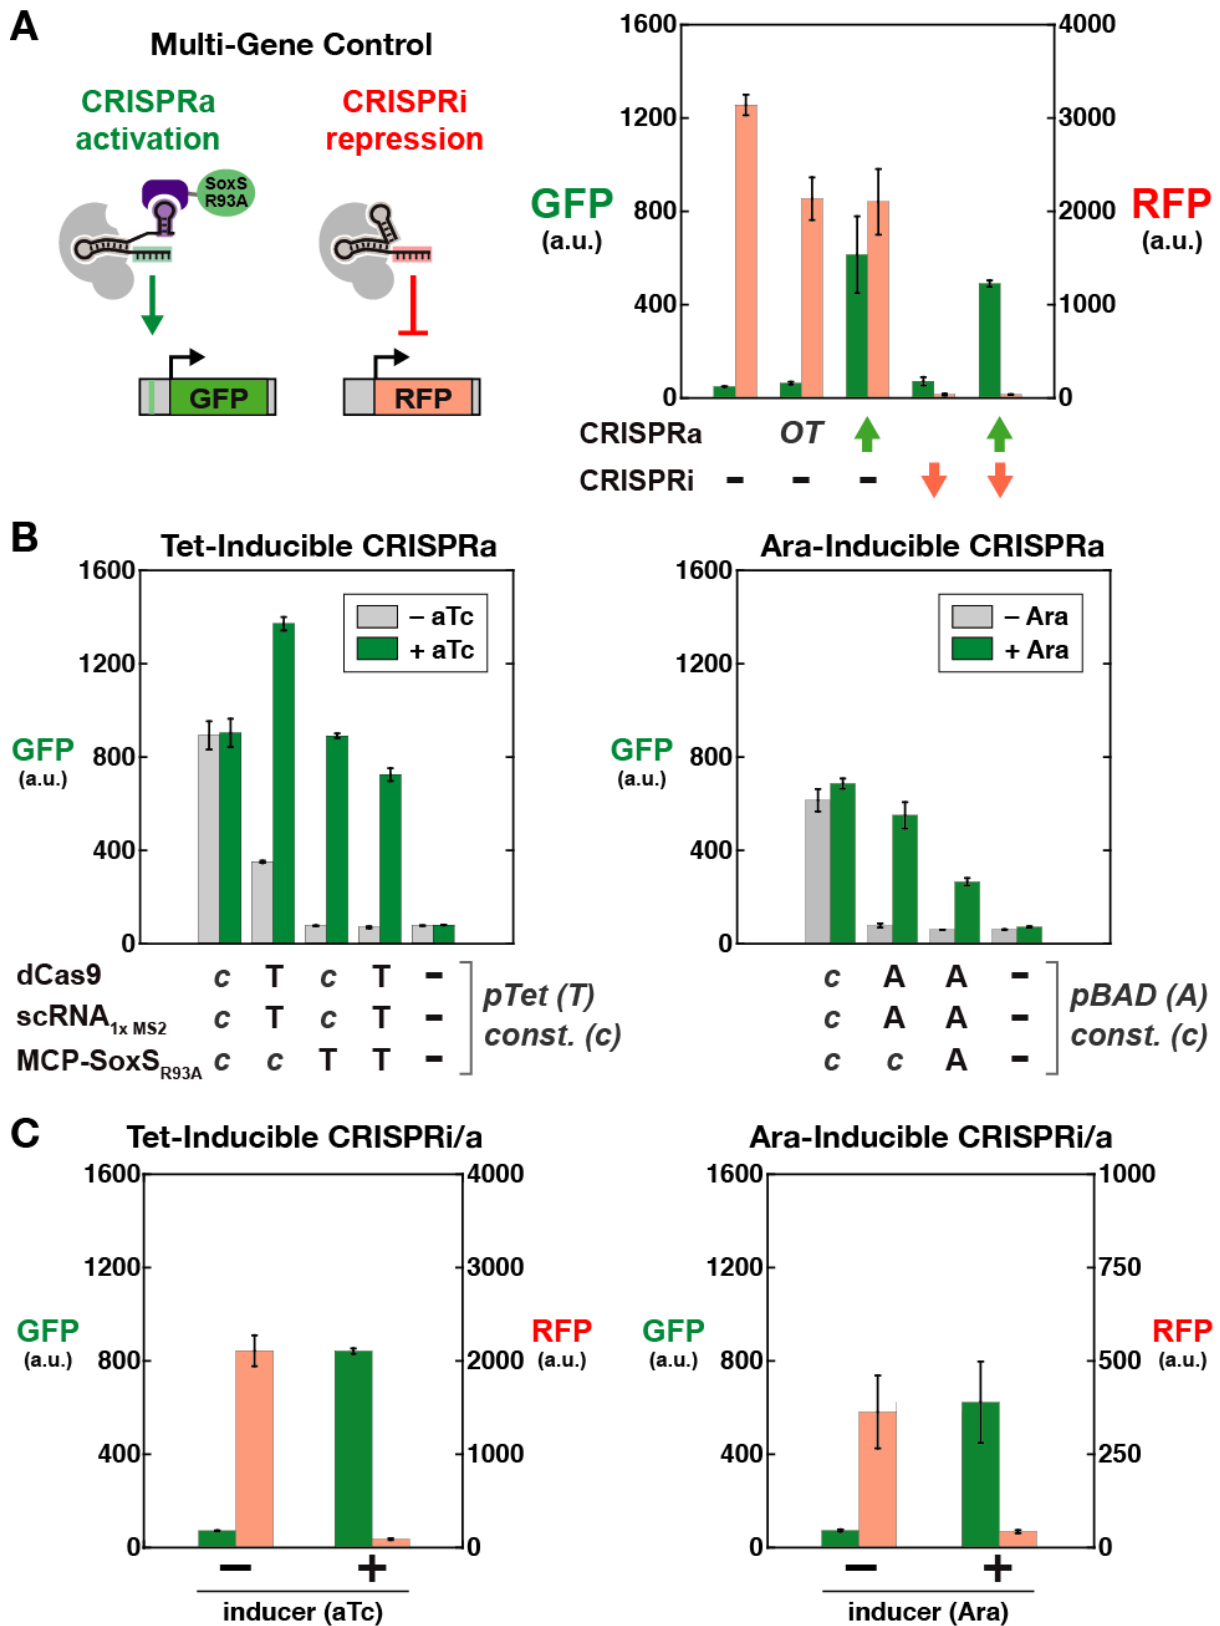 A
Multi-Gene Control
CRISPRa
activation
CRISPRi
repression
SoxS
R93A
GFP
RFP
1600
1200
800
400
0
GFP
(a.u.)
4000
3000
2000
1000
0
RFP
(a.u.)
CRISPRa OT
CRISPRi – – –
B
Tet-Inducible CRISPRa
1600
1200
800
400
0
GFP
(a.u.)
– aTc
+ aTc
dCas9 c T c T –
scRNA1x MS2 c T c T –
MCP-SoxSR93A c c T T –
pTet (T)
const. (c)
Ara-Inducible CRISPRa
1600
1200
800
400
0
GFP
(a.u.)
– Ara
+ Ara
c A A –
c A A –
c c A –
pBAD (A)
const. (c)
C
Tet-Inducible CRISPRi/a
1600
1200
800
400
0
GFP
(a.u.)
4000
3000
2000
1000
0
RFP
(a.u.)
– +
inducer (aTc)
Ara-Inducible CRISPRi/a
1600
1200
800
400
0
GFP
(a.u.)
1000
750
500
250
0
RFP
(a.u.)
– +
inducer (Ara)